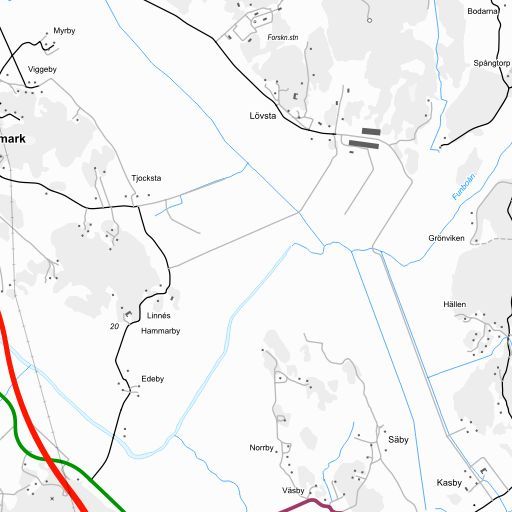 Bodarna
Myrby
Forskn.stn
Spångtorp
Viggeby
Lövsta
mark
Tjocksta
Funboån
Grönviken
Hällen
Linnés
Hammarby
20
Edeby
Säby
Norrby
Kasby
Väsby